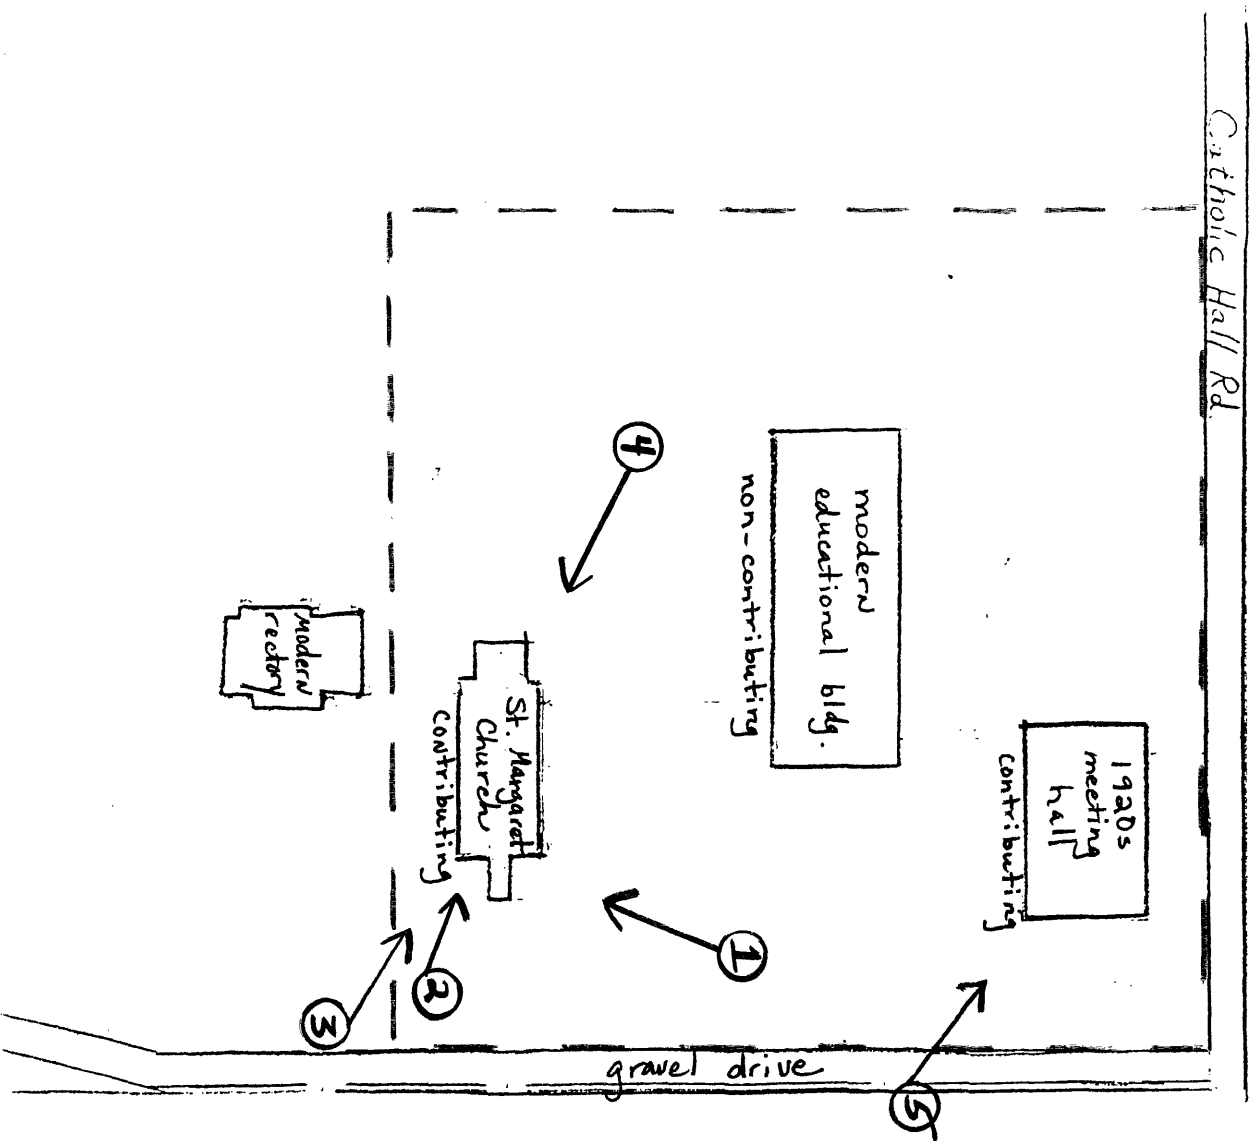 Catholic Hall Rd.
4
modern
educational bldg.
non-contributing
modern
rectory
St. Margaret
Church
contributing
1920s
meeting
hall
contributing
1
2
3
gravel drive
5